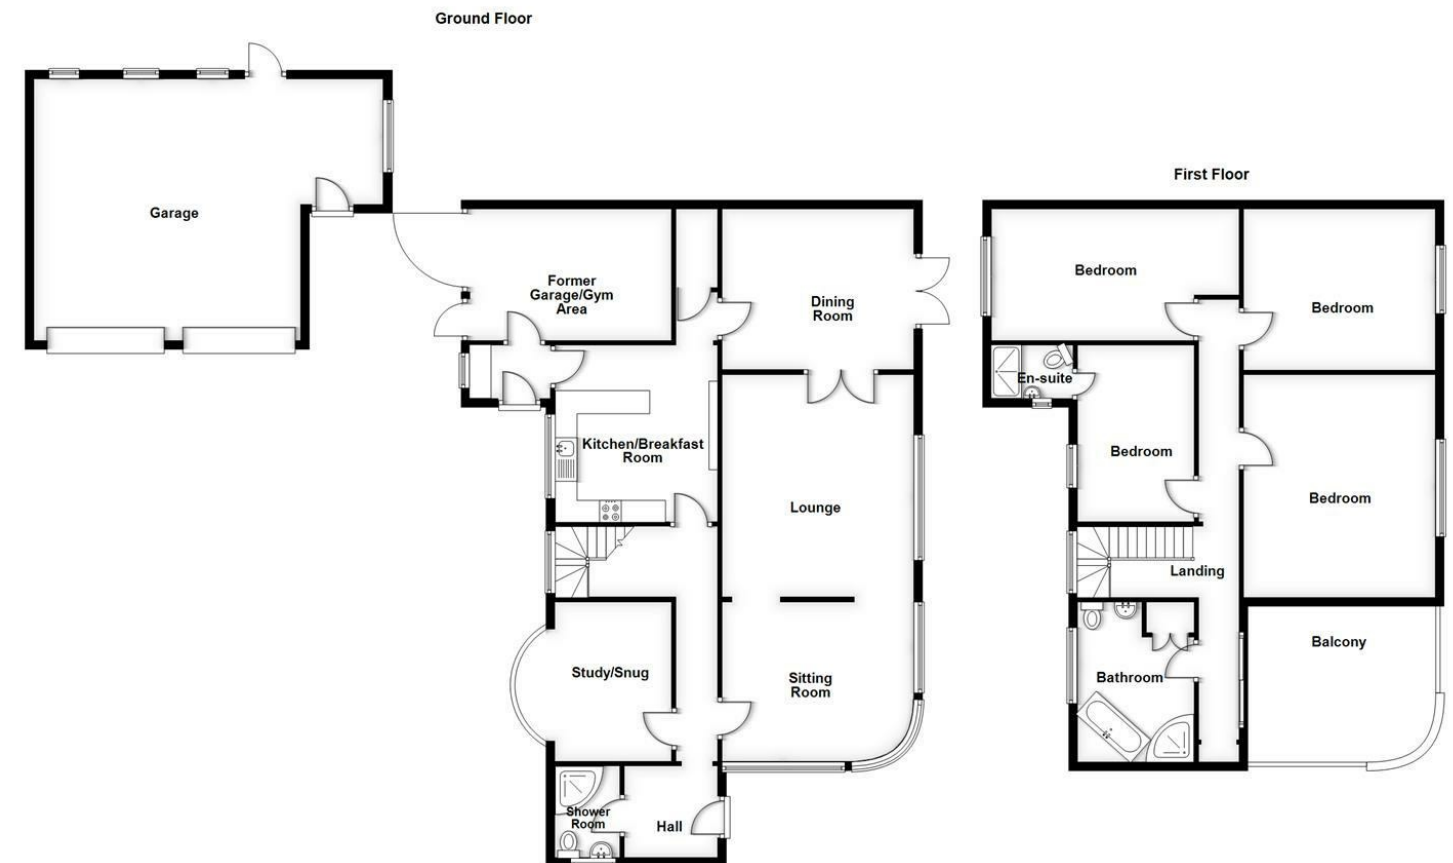 Ground Floor
Garage
Former
Garage/Gym
Area
Dining
Room
Kitchen/Breakfast
Room
Lounge
Study/Snug
Sitting
Room
Shower
Room
Hall
First Floor
Bedroom
Bedroom
En-suite
Bedroom
Bedroom
Landing
Bathroom
Balcony